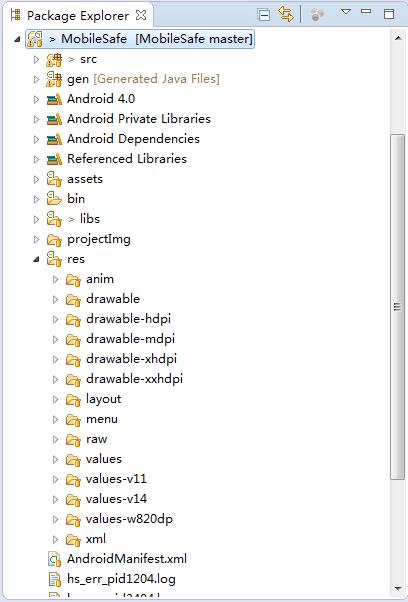 Package Explorer
> MobileSafe [MobileSafe master]
> src
gen [Generated Java Files]
Android 4.0
Android Private Libraries
Android Dependencies
Referenced Libraries
assets
bin
> libs
projectImg
res
anim
drawable
drawable-hdpi
drawable-mdpi
drawable-xhdpi
drawable-xxhdpi
layout
menu
raw
values
values-v11
values-v14
values-w820dp
xml
AndroidManifest.xml
hs_err_pid1204.log